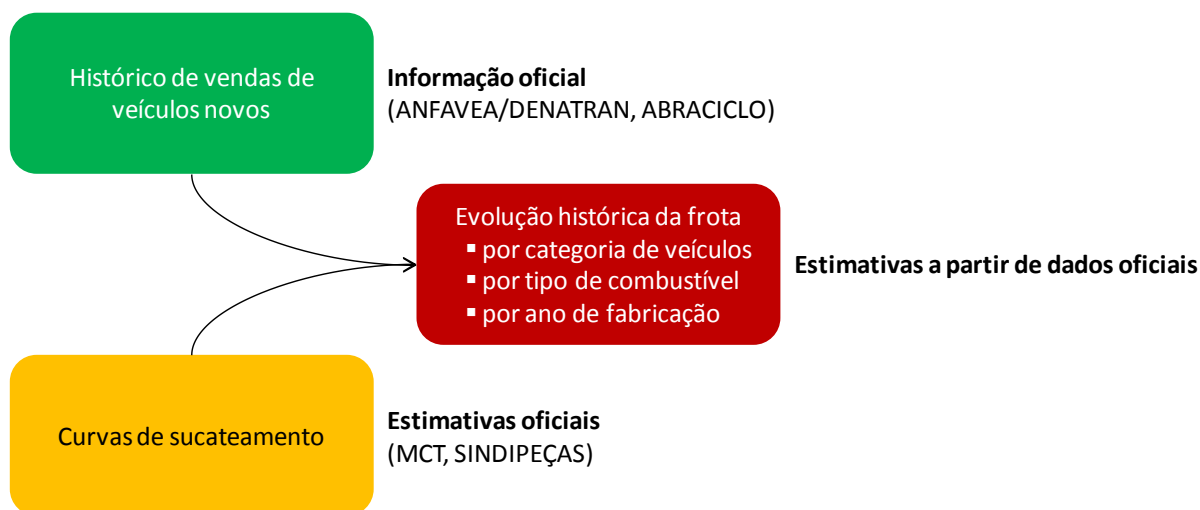 Histórico de vendas de
veículos novos
Informação oficial
(ANFAVEA/DENATRAN, ABRACICLO)
Evolução histórica da frota
▪ por categoria de veículos
▪ por tipo de combustível
▪ por ano de fabricação
Estimativas a partir de dados oficiais
Curvas de sucateamento
Estimativas oficiais
(MCT, SINDIPEÇAS)